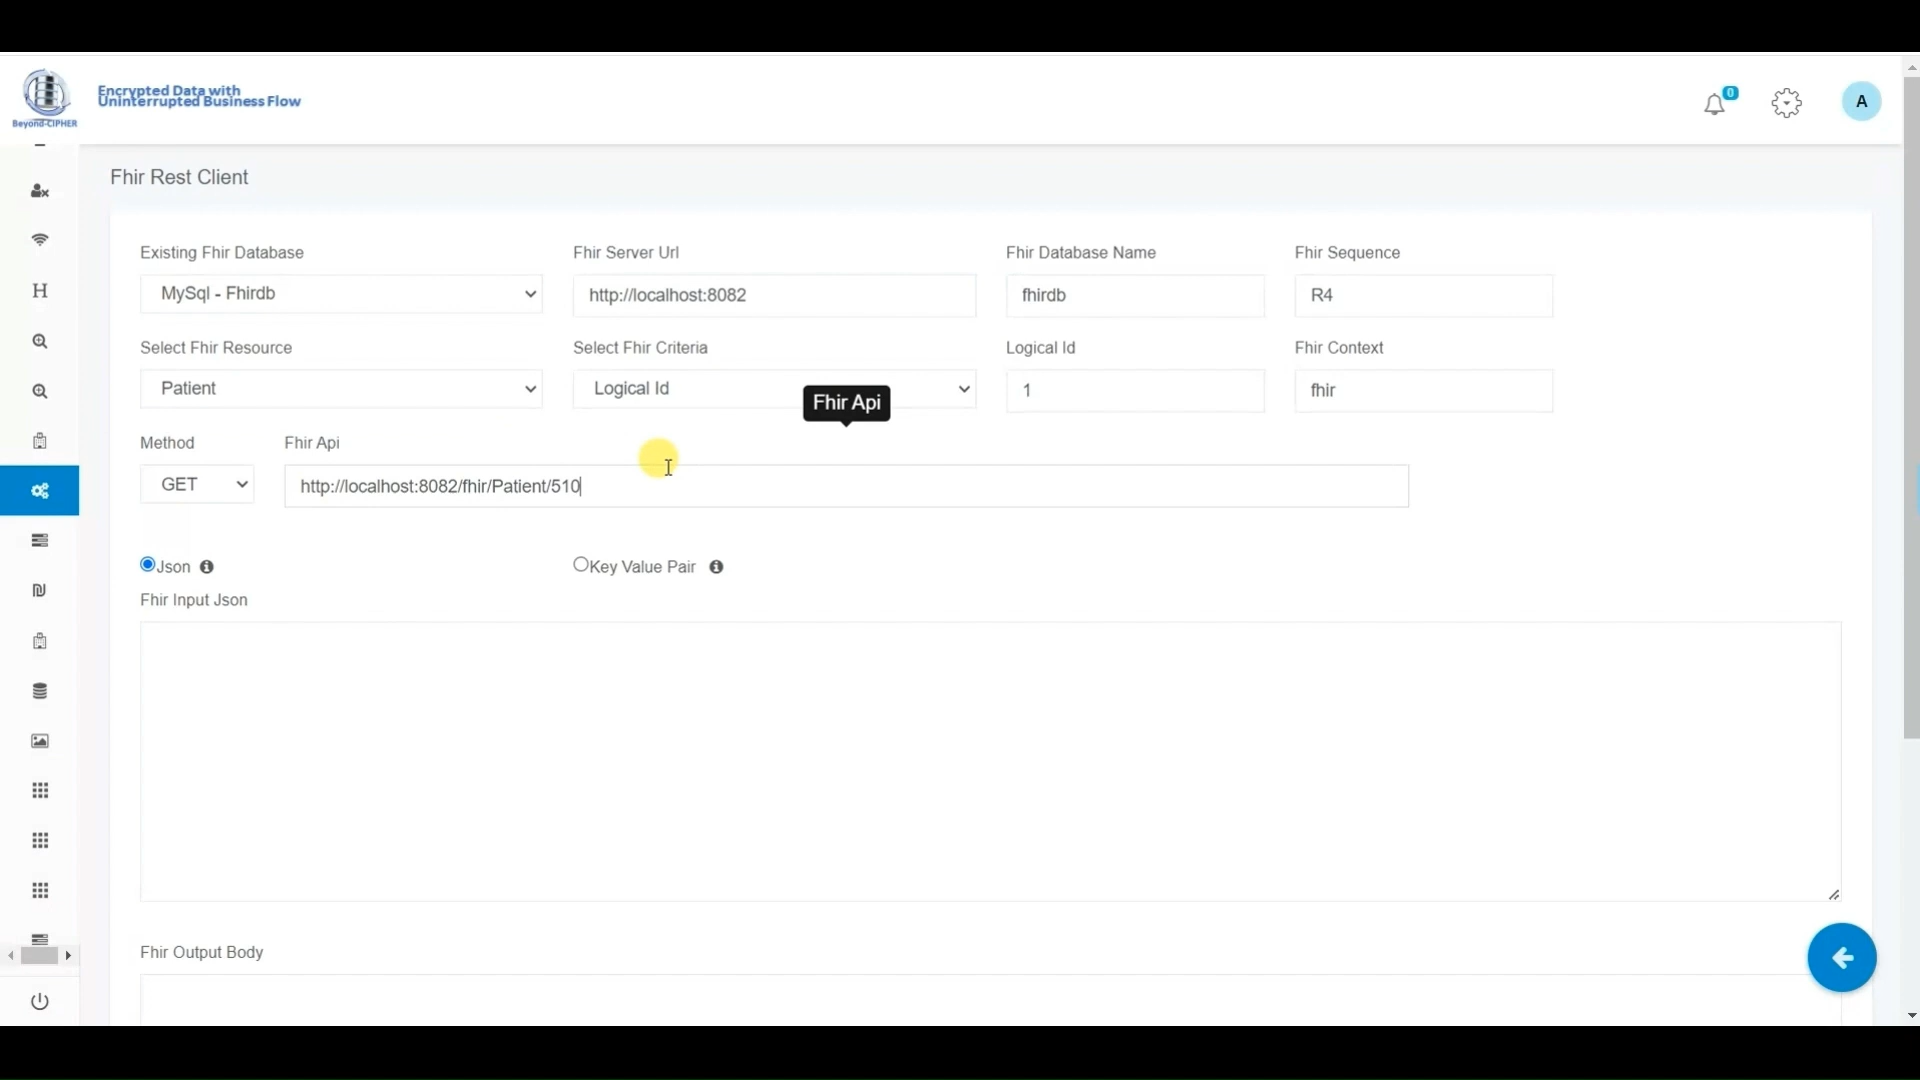 Encrypted Data with
Uninterrupted Business Flow
Beyond-CIPHER
0
A
Fhir Rest Client
Existing Fhir Database
Fhir Server Url
Fhir Database Name
Fhir Sequence
MySql - Fhirdb
http://localhost:8082
fhirdb
R4
Select Fhir Resource
Select Fhir Criteria
Logical Id
Fhir Context
Patient
Logical Id
1
fhir
Fhir Api
Method
Fhir Api
GET
http://localhost:8082/fhir/Patient/510
Json
Key Value Pair
Fhir Input Json
Fhir Output Body
H
₪